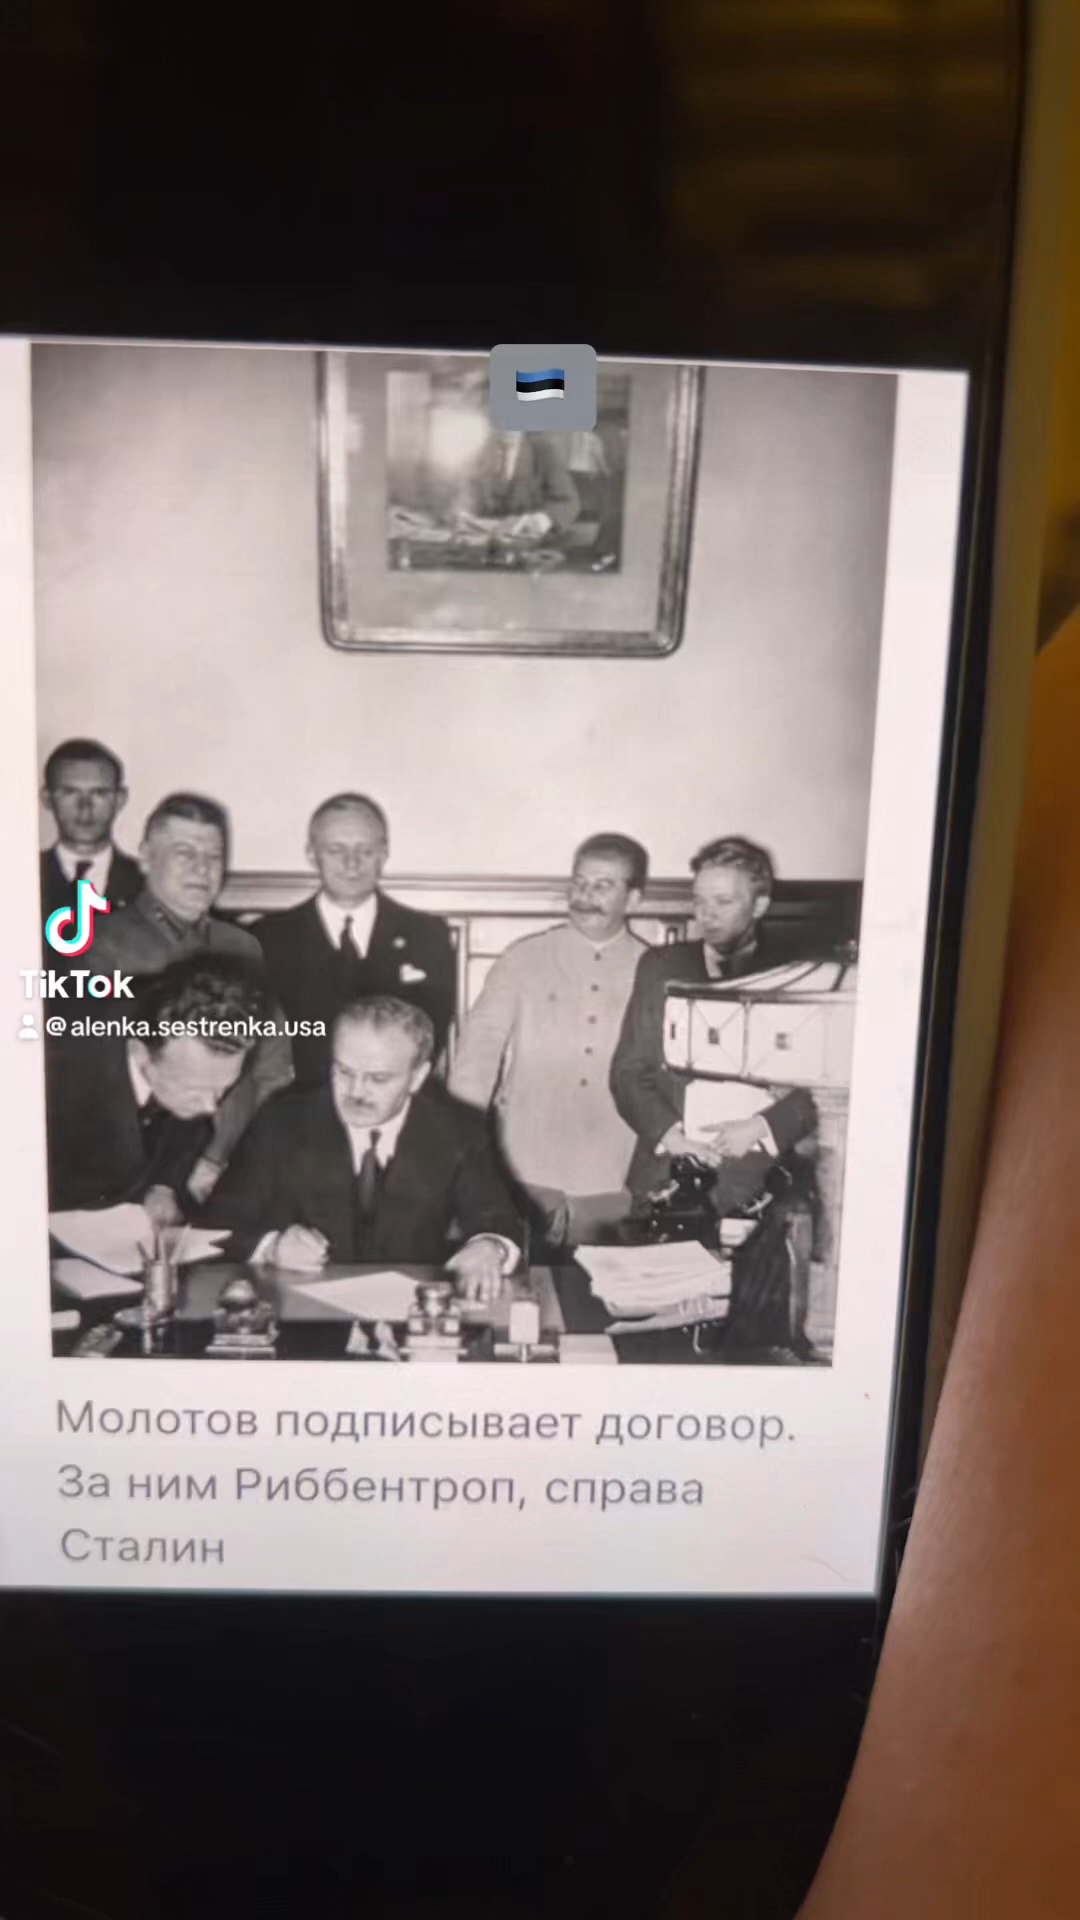 TikTok
@alenka.sestrenka.usa
Молотов подписывает договор.
За ним Риббентроп, справа
Сталин